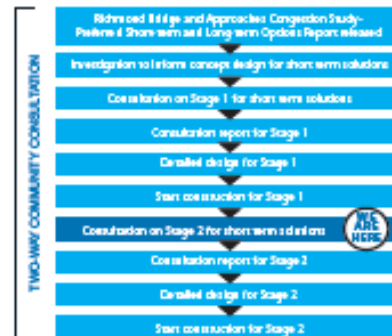 Richmond Bridge and Approaches Congestion Study-
Preferred Short-term and Long-term Options Report released
Investigation to inform concept design for short term solutions
Consultation on Stage 1 for short term solutions
Consultation report for Stage 1
Detailed design for Stage 1
Start construction for Stage 1
Consultation on Stage 2 for short term solutions
WE
ARE
HERE
Consultation report for Stage 2
Detailed design for Stage 2
Start construction for Stage 2
TWO-WAY COMMUNITY CONSULTATION